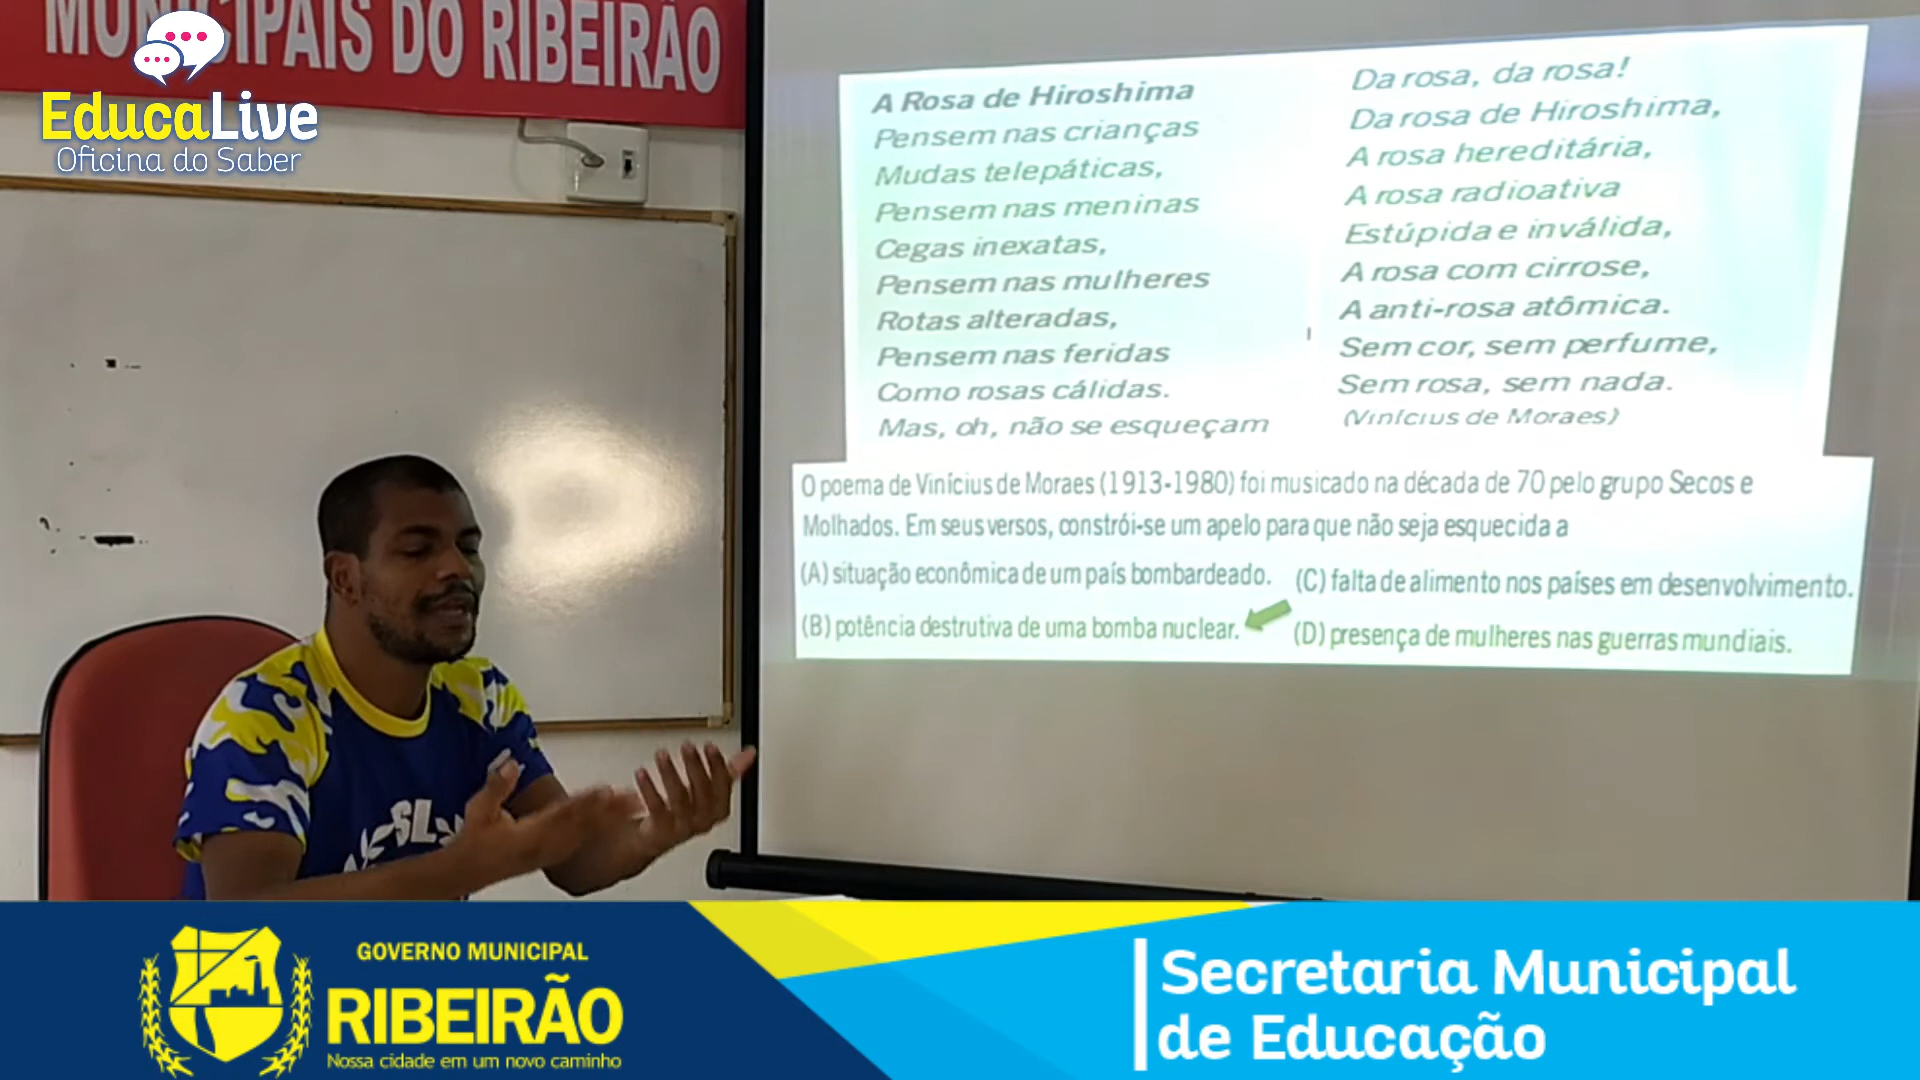 MUNICIPAIS DO RIBEIRÃO
EducaLive
Oficina do Saber
A Rosa de Hiroshima
Pensem nas crianças
Mudas telepáticas,
Pensem nas meninas
Cegas inexatas,
Pensem nas mulheres
Rotas alteradas,
Pensem nas feridas
Como rosas cálidas.
Mas, oh, não se esqueçam
Da rosa, da rosa!
Da rosa de Hiroshima,
A rosa hereditária,
A rosa radioativa
Estúpida e inválida,
A rosa com cirrose,
A anti-rosa atômica.
Sem cor, sem perfume,
Sem rosa, sem nada.
(Vinícius de Moraes)
O poema de Vinícius de Moraes (1913-1980) foi musicado na década de 70 pelo grupo Secos e
Molhados. Em seus versos, constrói-se um apelo para que não seja esquecida a
(A) situação econômica de um país bombardeado.
(B) potência destrutiva de uma bomba nuclear.
(C) falta de alimento nos países em desenvolvimento.
(D) presença de mulheres nas guerras mundiais.
SL
GOVERNO MUNICIPAL
RIBEIRÃO
Nossa cidade em um novo caminho
Secretaria Municipal
de Educação